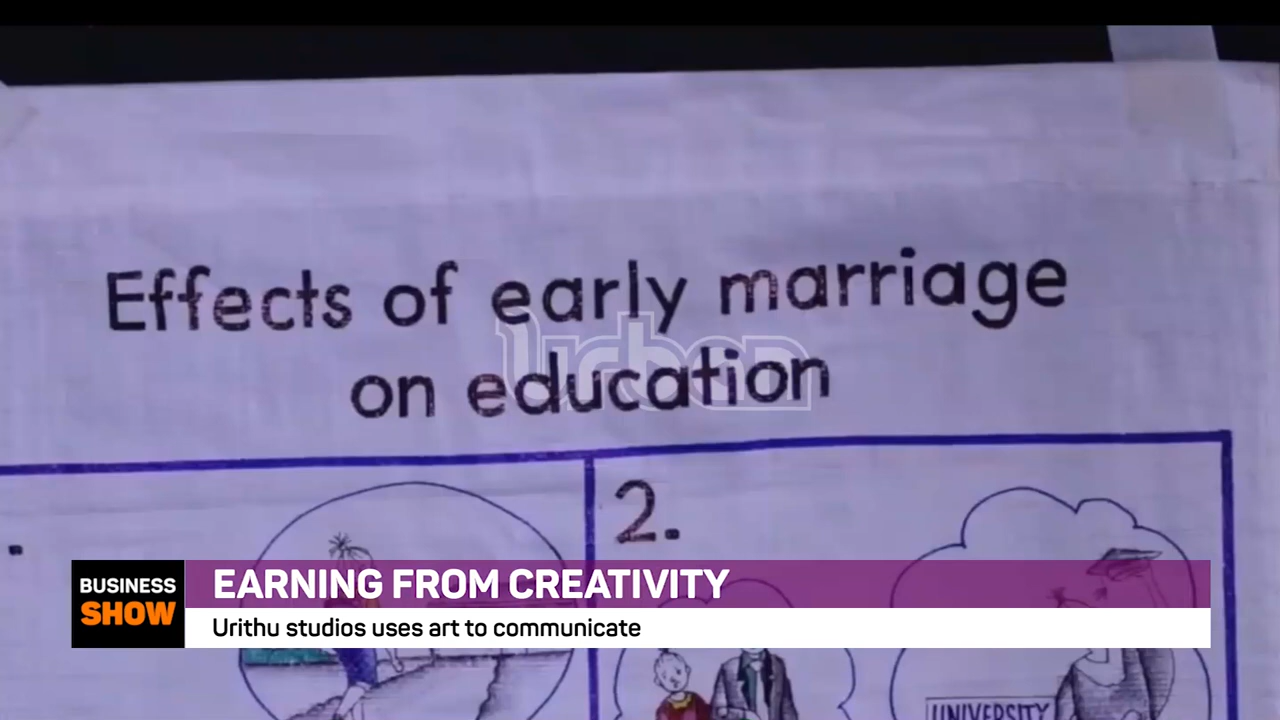 Effects of early marriage
on education
urban
2.
BUSINESS
SHOW
EARNING FROM CREATIVITY
Urithu studios uses art to communicate
UNIVERSITY